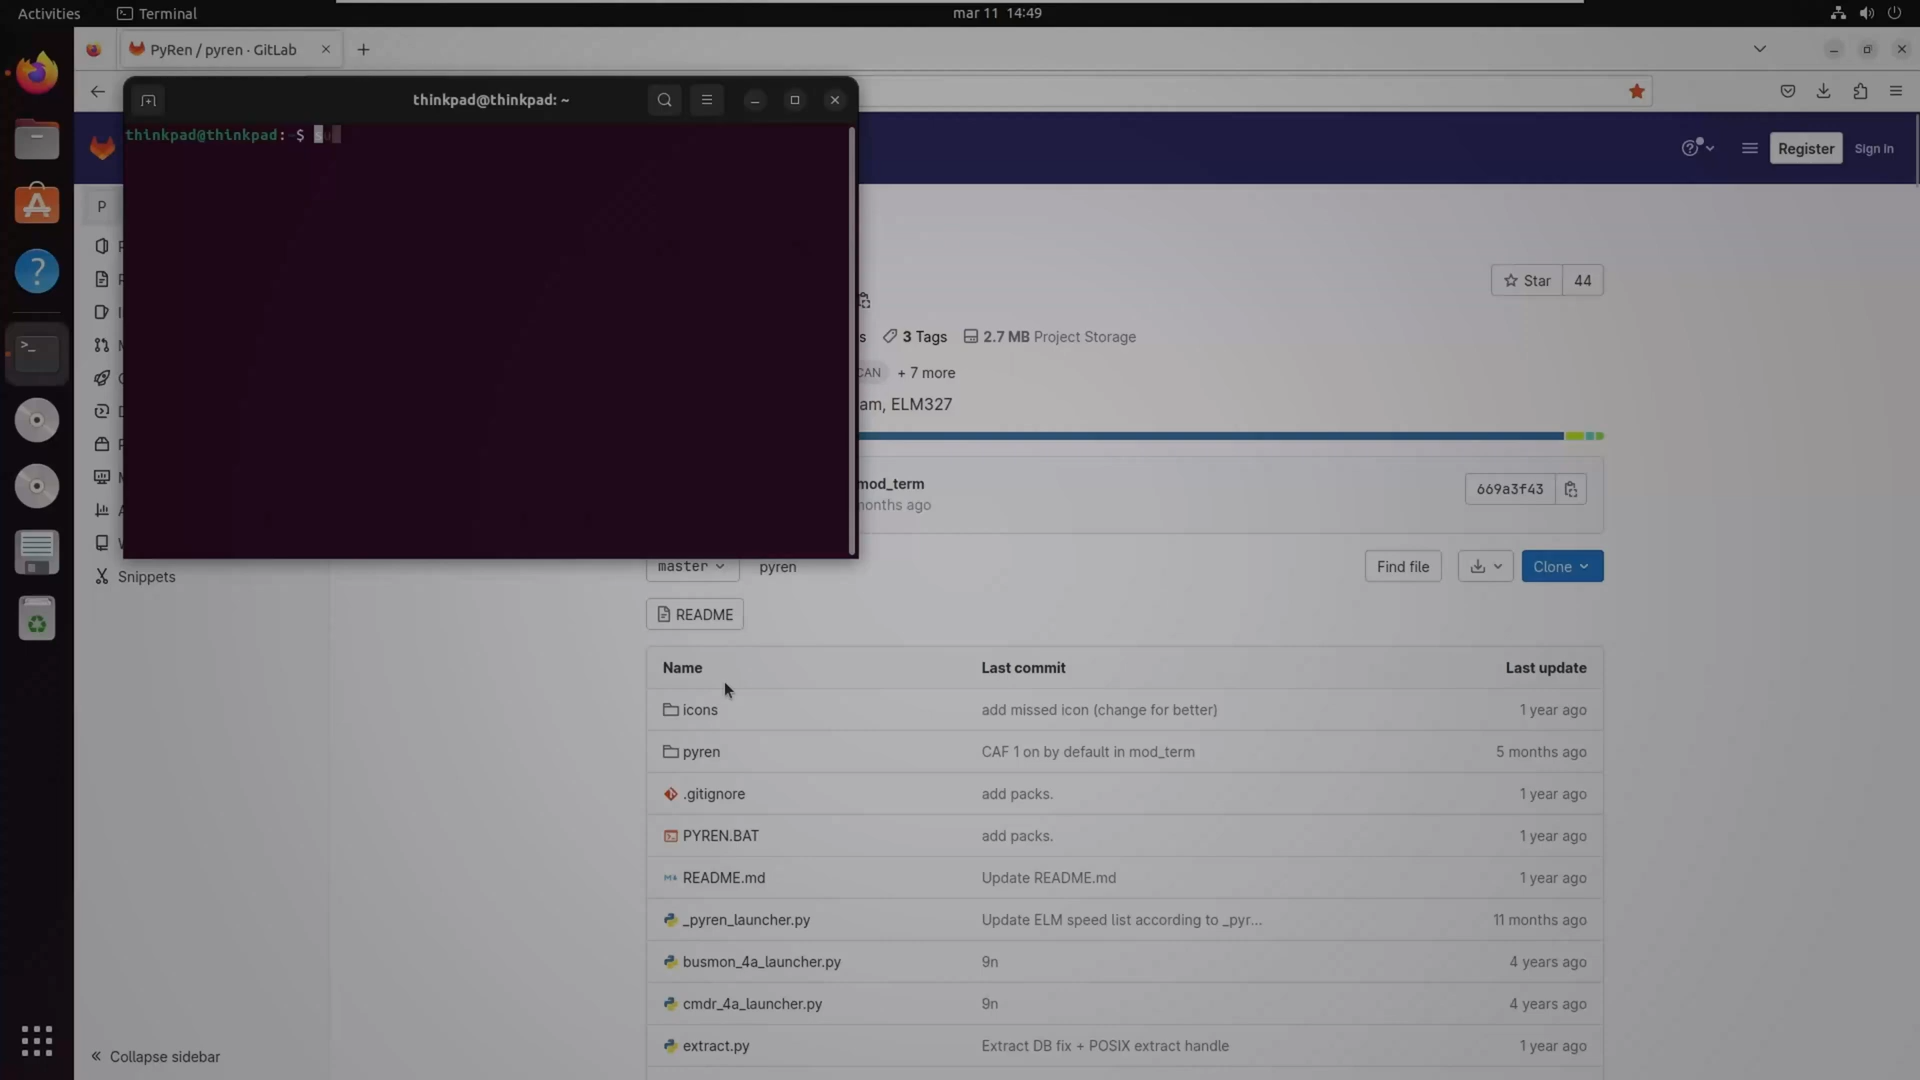 Activities
Terminal
mar 11 14:49
PyRen / pyren · GitLab
thinkpad@thinkpad: ~
thinkpad@thinkpad:~$ su
Register
Sign in
P
Star
44
3 Tags
2.7 MB Project Storage
CAN
+ 7 more
am, ELM327
mod_term
onths ago
669a3f43
master
pyren
Find file
Clone
Snippets
README
Name
Last commit
Last update
icons
add missed icon (change for better)
1 year ago
pyren
CAF 1 on by default in mod_term
5 months ago
.gitignore
add packs.
1 year ago
PYREN.BAT
add packs.
1 year ago
README.md
Update README.md
1 year ago
_pyren_launcher.py
Update ELM speed list according to _pyr...
11 months ago
busmon_4a_launcher.py
9n
4 years ago
cmdr_4a_launcher.py
9n
4 years ago
extract.py
Extract DB fix + POSIX extract handle
1 year ago
Collapse sidebar